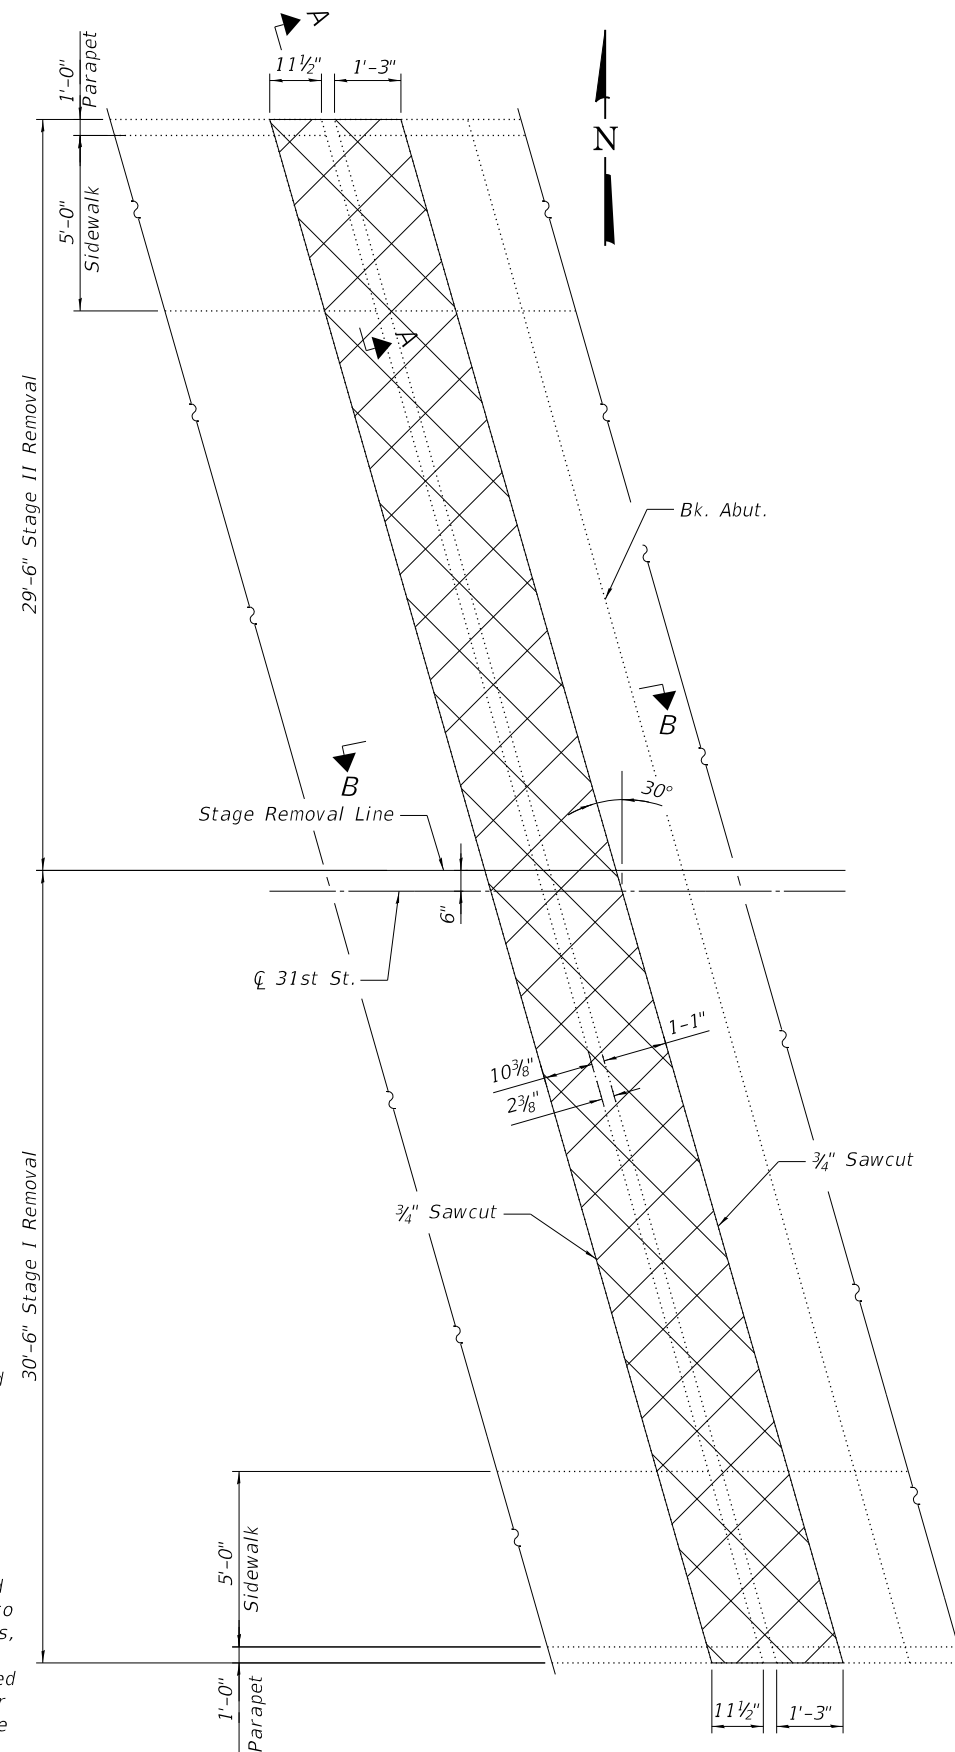 A
11½"
1'-3"
1'-0"
Parapet
N
5'-0"
Sidewalk
A
29'-6" Stage II Removal
Bk. Abut.
B
B
30°
Stage Removal Line
6"
℄ 31st St.
1-1"
10⅜"
2⅜"
¾" Sawcut
¾" Sawcut
30'-6" Stage I Removal
d
5'-0"
Sidewalk
d
to
s,
ed
r
e
1'-0"
Parapet
11½"
1'-3"